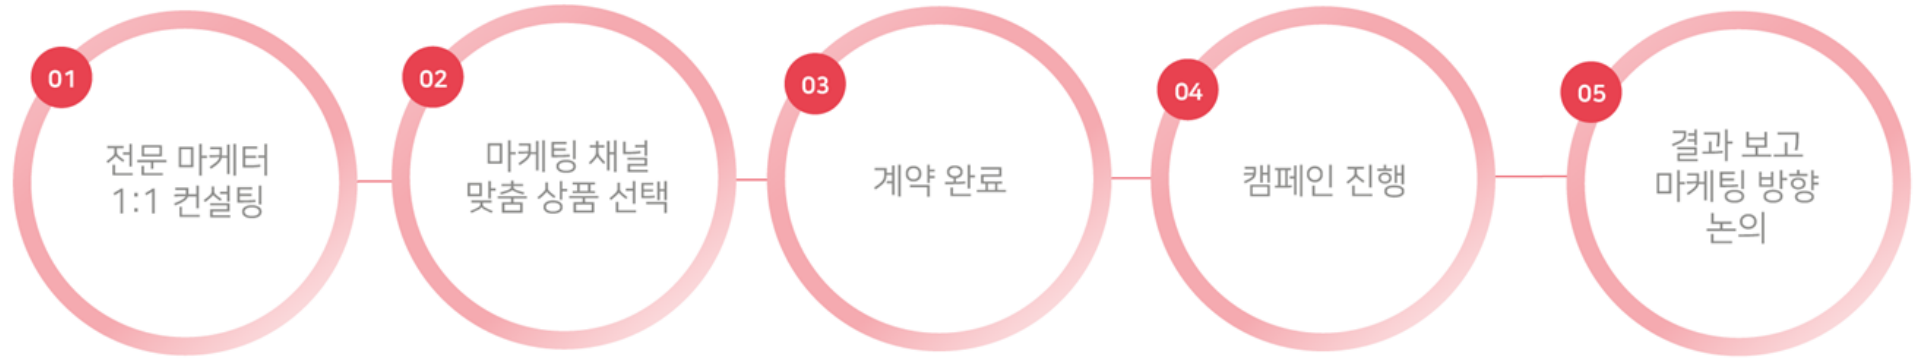 01
전문 마케터
1:1 컨설팅
02
마케팅 채널
맞춤 상품 선택
03
계약 완료
04
캠페인 진행
05
결과 보고
마케팅 방향
논의